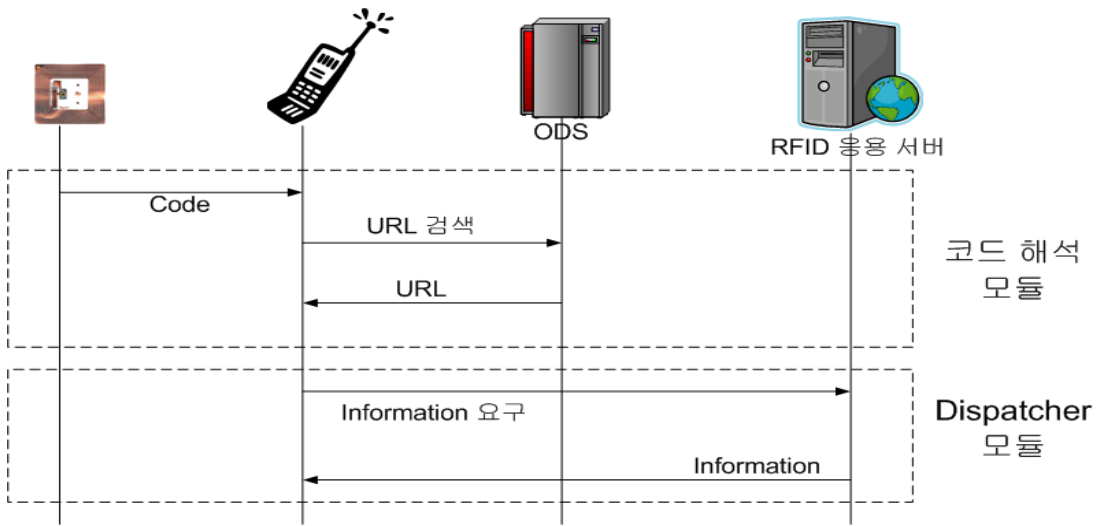 ODS
RFID 응용 서버
Code
URL 검색
URL
코드 해석
모듈
Information 요구
Information
Dispatcher
모듈